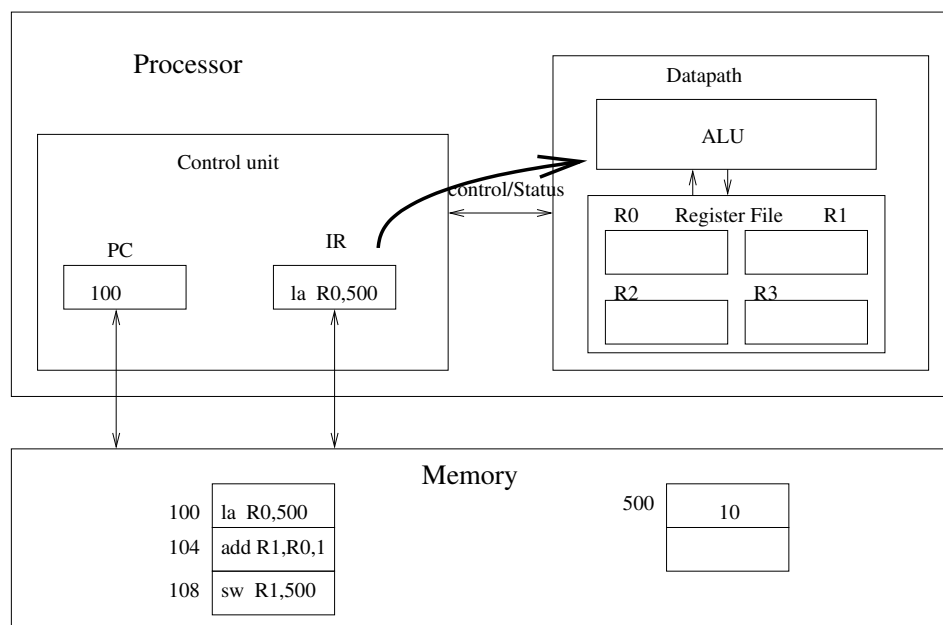 Processor
Datapath
ALU
Control unit
control/Status
R0 Register File R1
PC
IR
100
la R0,500
R2
R3
Memory
100 la R0,500
104 add R1,R0,1
108 sw R1,500
500 10